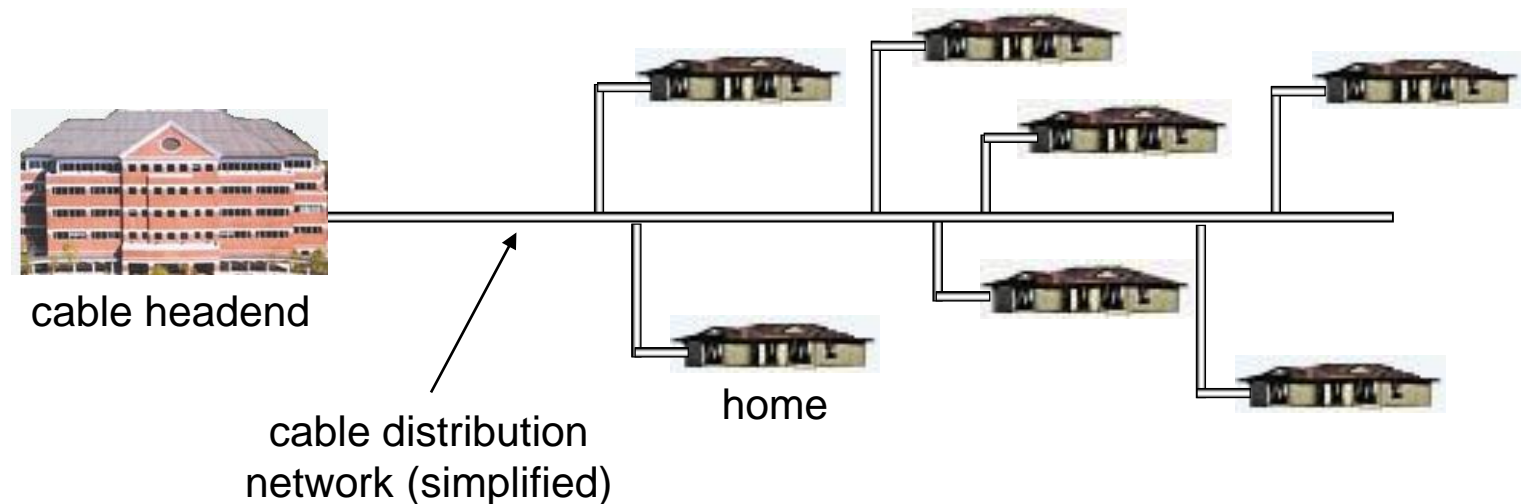 cable headend
home
cable distribution
network (simplified)